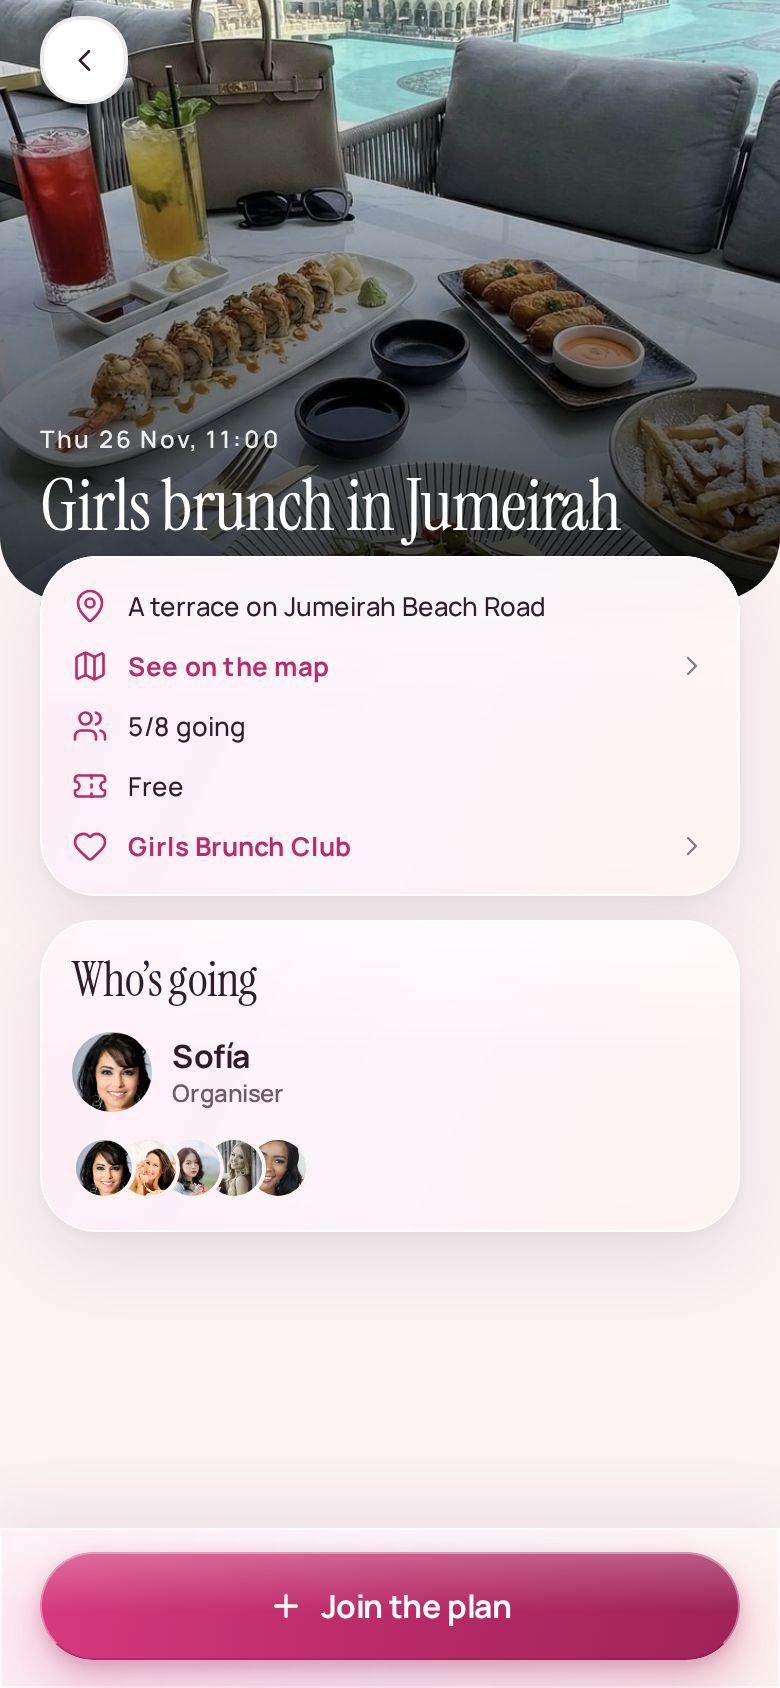 Thu 26 Nov, 11:00
Girls brunch in Jumeirah
A terrace on Jumeirah Beach Road
See on the map
5/8 going
Free
Girls Brunch Club
Who’s going
Sofía
Organiser
Join the plan